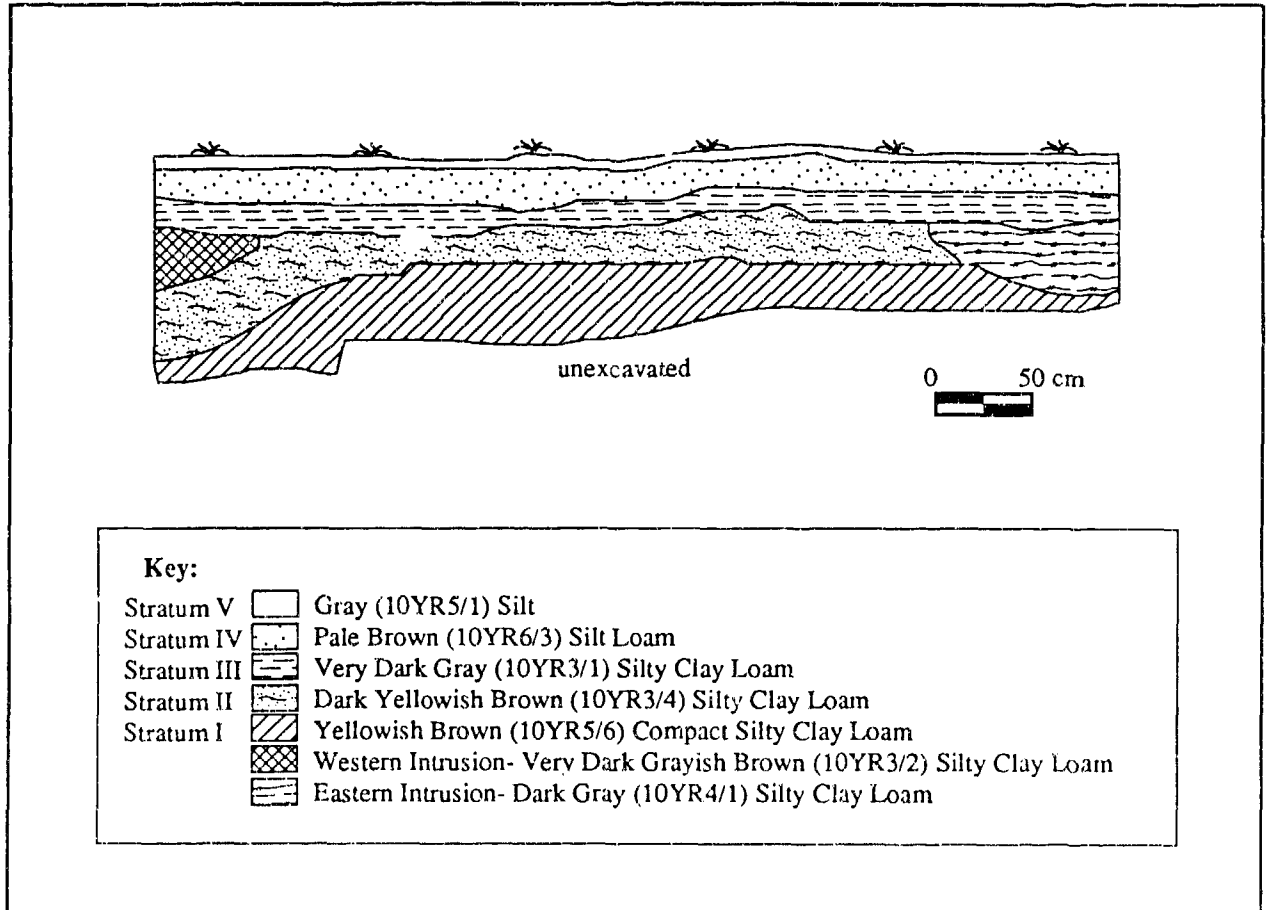 unexcavated
0 50 cm
Key:
Stratum V Gray (10YR5/1) Silt
Stratum IV Pale Brown (10YR6/3) Silt Loam
Stratum III Very Dark Gray (10YR3/1) Silty Clay Loam
Stratum II Dark Yellowish Brown (10YR3/4) Silty Clay Loam
Stratum I Yellowish Brown (10YR5/6) Compact Silty Clay Loam
Western Intrusion- Very Dark Grayish Brown (10YR3/2) Silty Clay Loam
Eastern Intrusion- Dark Gray (10YR4/1) Silty Clay Loam